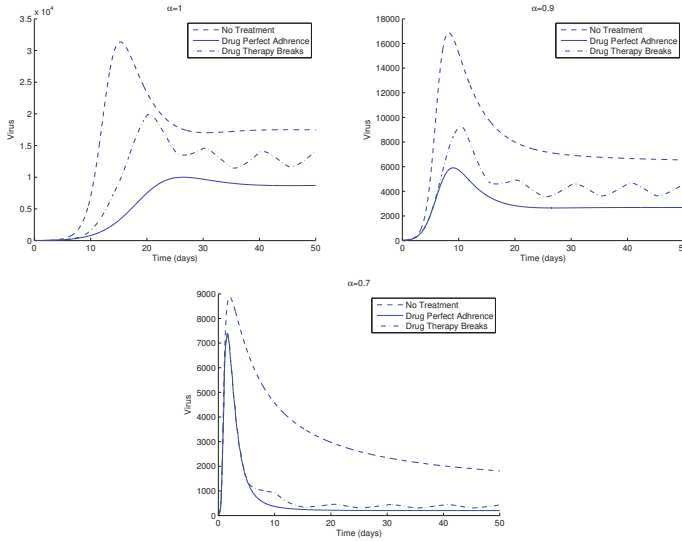 α=1
x 10⁴
3.5
3
2.5
2
1.5
1
0.5
0
Virus
0 10 20 30 40 50
Time (days)
No Treatment
Drug Perfect Adhrence
Drug Therapy Breaks
α=0.9
18000
16000
14000
12000
10000
8000
6000
4000
2000
0
Virus
0 10 20 30 40 50
Time (days)
No Treatment
Drug Perfect Adhrence
Drug Therapy Breaks
α=0.7
9000
8000
7000
6000
5000
4000
3000
2000
1000
0
Virus
0 10 20 30 40 50
Time (days)
No Treatment
Drug Perfect Adhrence
Drug Therapy Breaks